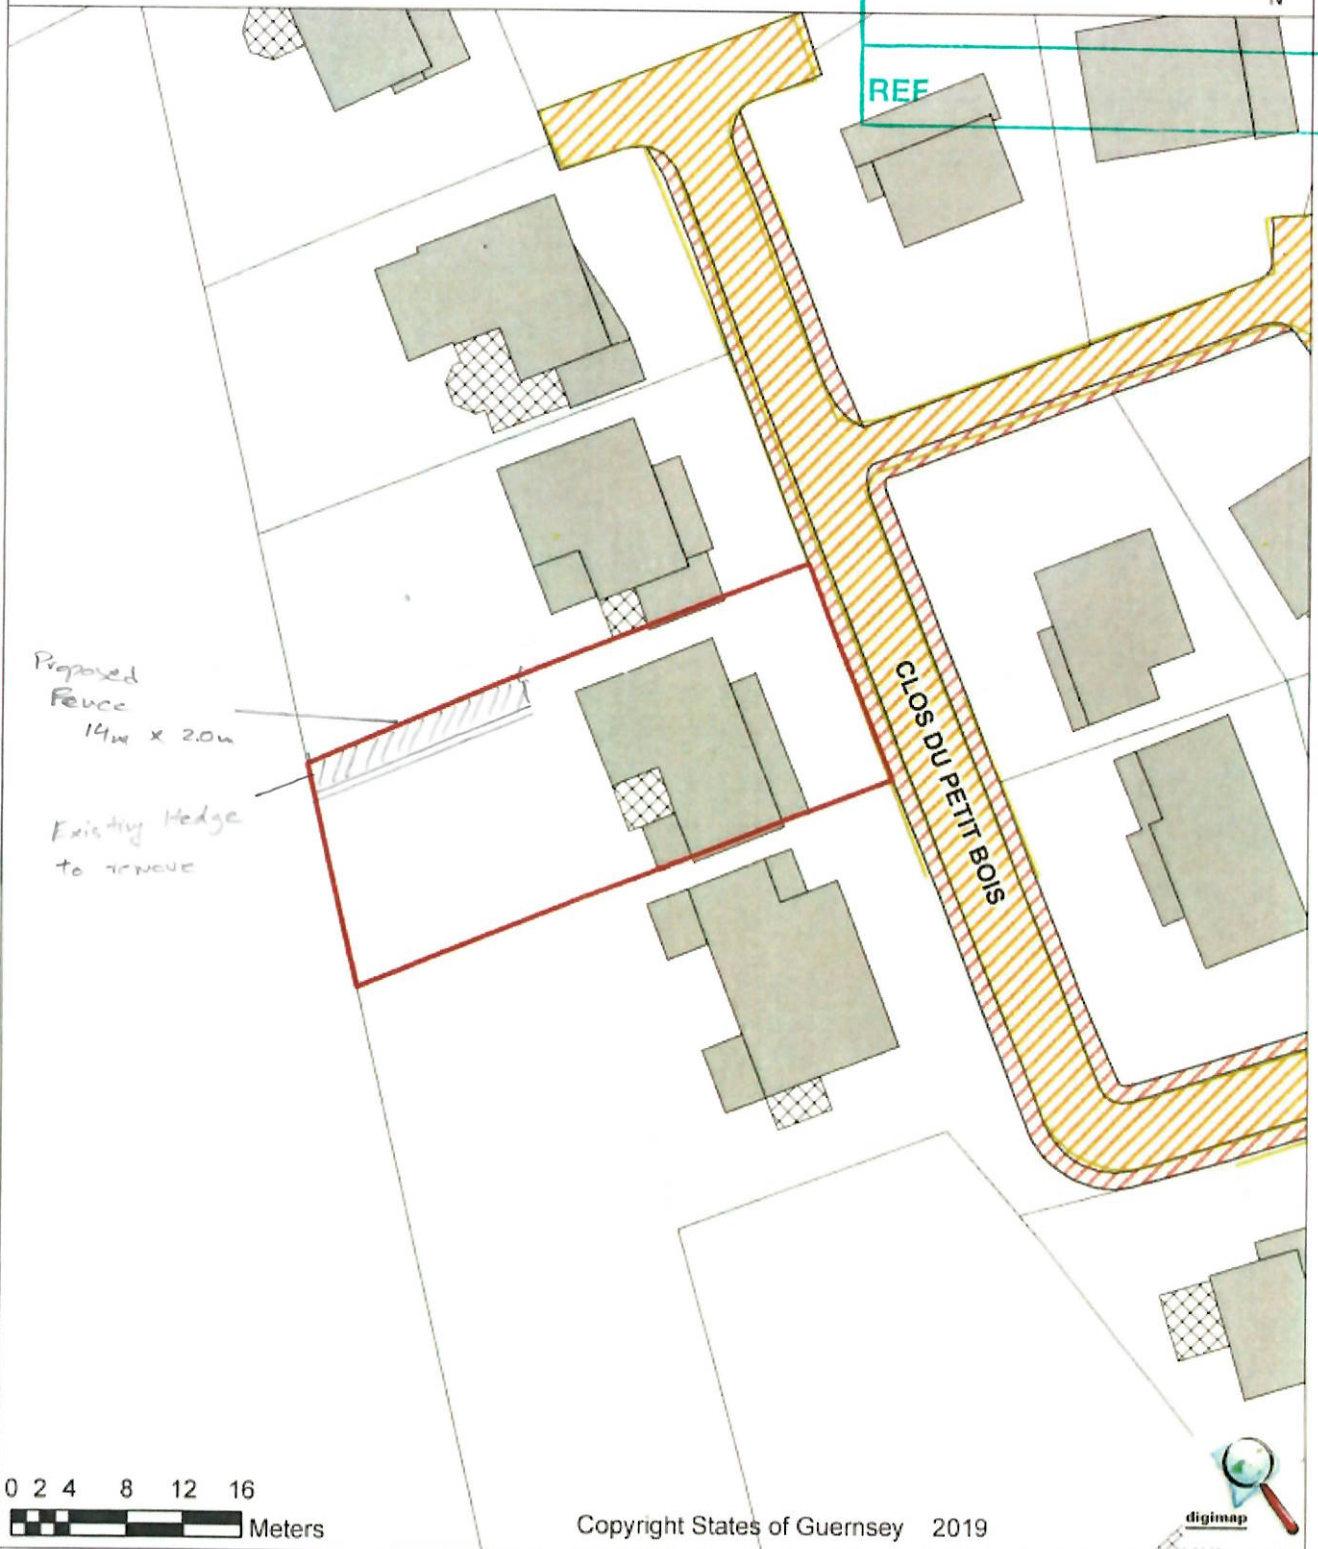 N
REF
Proposed
Fence
14m x 2.0m
Existing Hedge
to remove
CLOS DU PETIT BOIS
0 2 4 8 12 16
Meters
Copyright States of Guernsey 2019
digimap